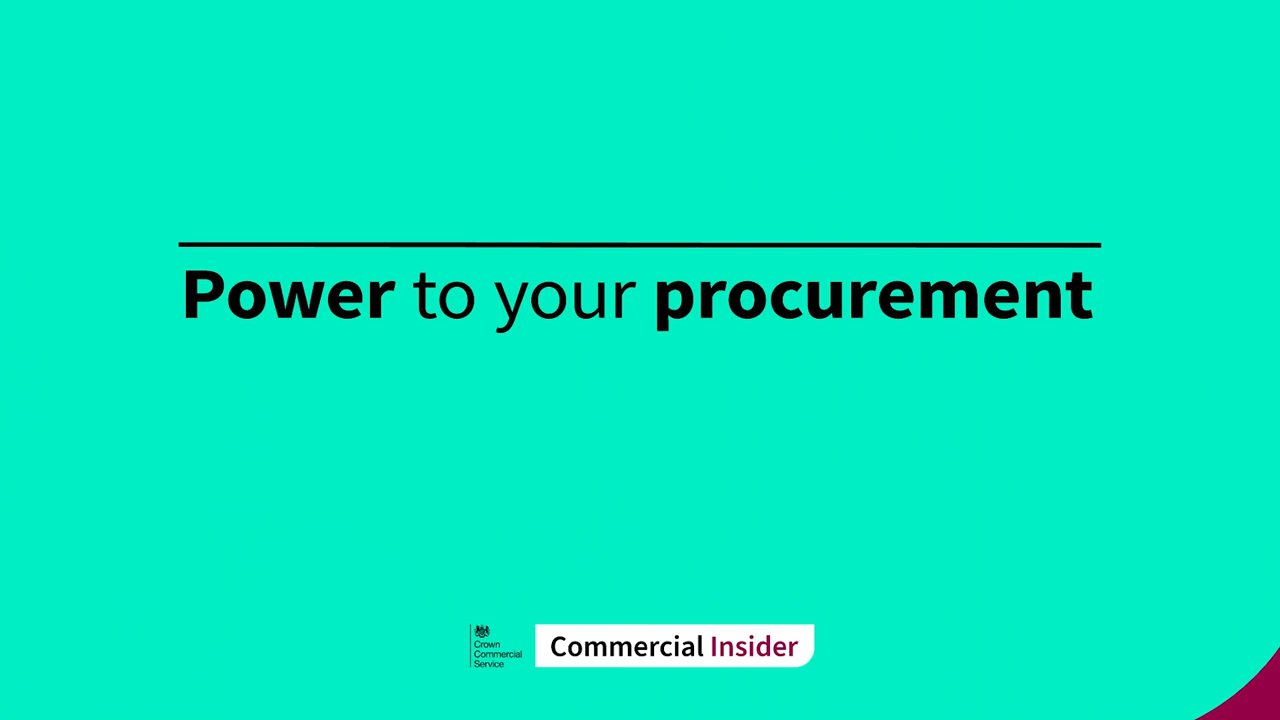 Power to your procurement
Crown
Commercial
Service
Commercial Insider